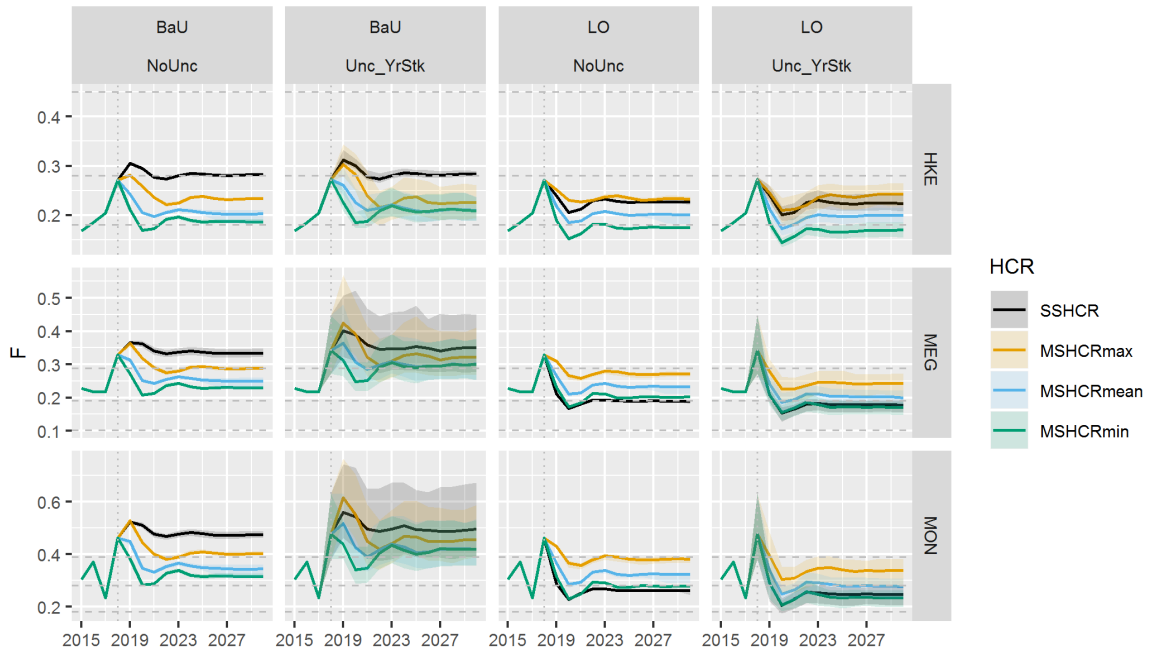 BaU BaU LO LO
NoUnc Unc_YrStk NoUnc Unc_YrStk
0.4
0.3
0.2
HKE
0.5
0.4
0.3
0.2
0.1
MEG
0.6
0.4
0.2
MON
F
2015 2019 2023 2027 2015 2019 2023 2027 2015 2019 2023 2027 2015 2019 2023 2027
HCR
SSHCR
MSHCRmax
MSHCRmean
MSHCRmin